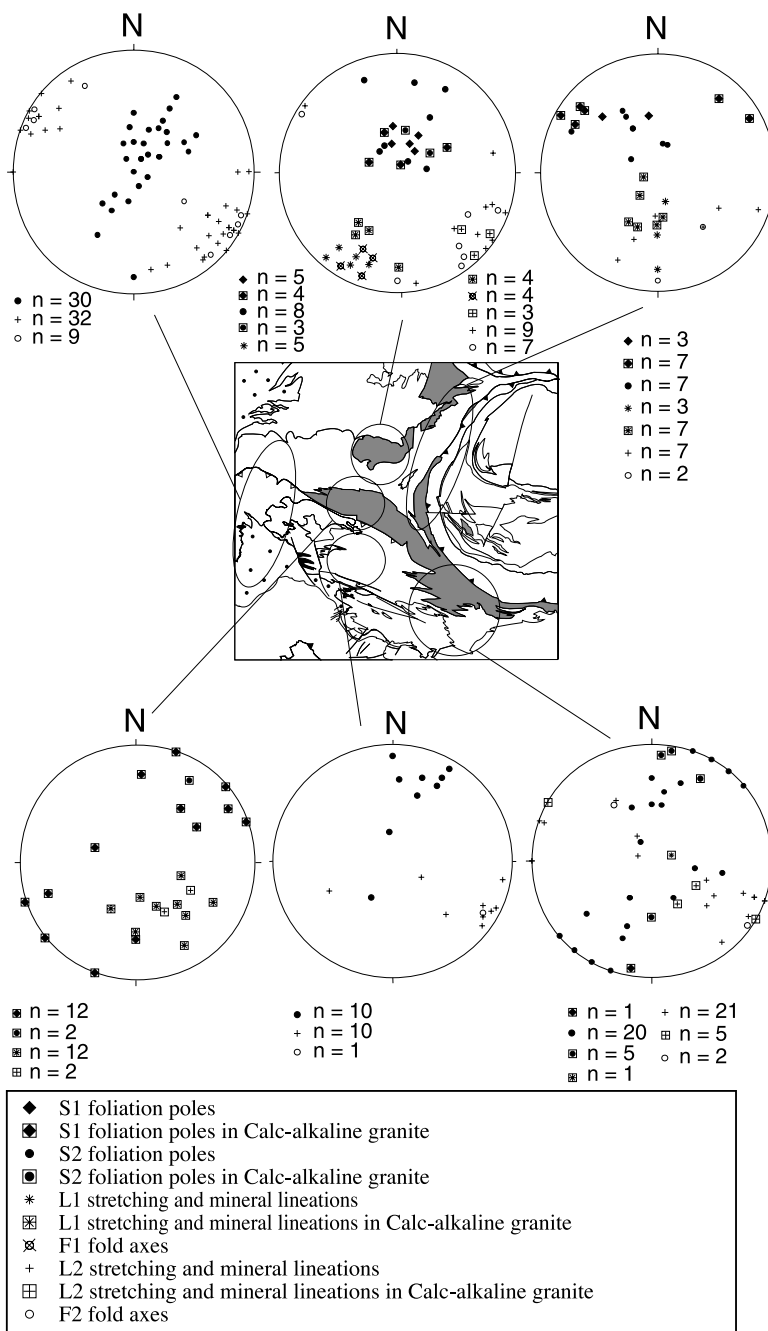 N
N
N
n = 30
n = 32
n = 9
n = 5
n = 4
n = 8
n = 3
n = 5
n = 4
n = 4
n = 3
n = 9
n = 7
n = 3
n = 7
n = 7
n = 3
n = 7
n = 7
n = 2
N
N
N
n = 12
n = 2
n = 12
n = 2
n = 10
n = 10
n = 1
n = 1
n = 20
n = 5
n = 1
n = 21
n = 5
n = 2
S1 foliation poles
S1 foliation poles in Calc-alkaline granite
S2 foliation poles
S2 foliation poles in Calc-alkaline granite
L1 stretching and mineral lineations
L1 stretching and mineral lineations in Calc-alkaline granite
F1 fold axes
L2 stretching and mineral lineations
L2 stretching and mineral lineations in Calc-alkaline granite
F2 fold axes